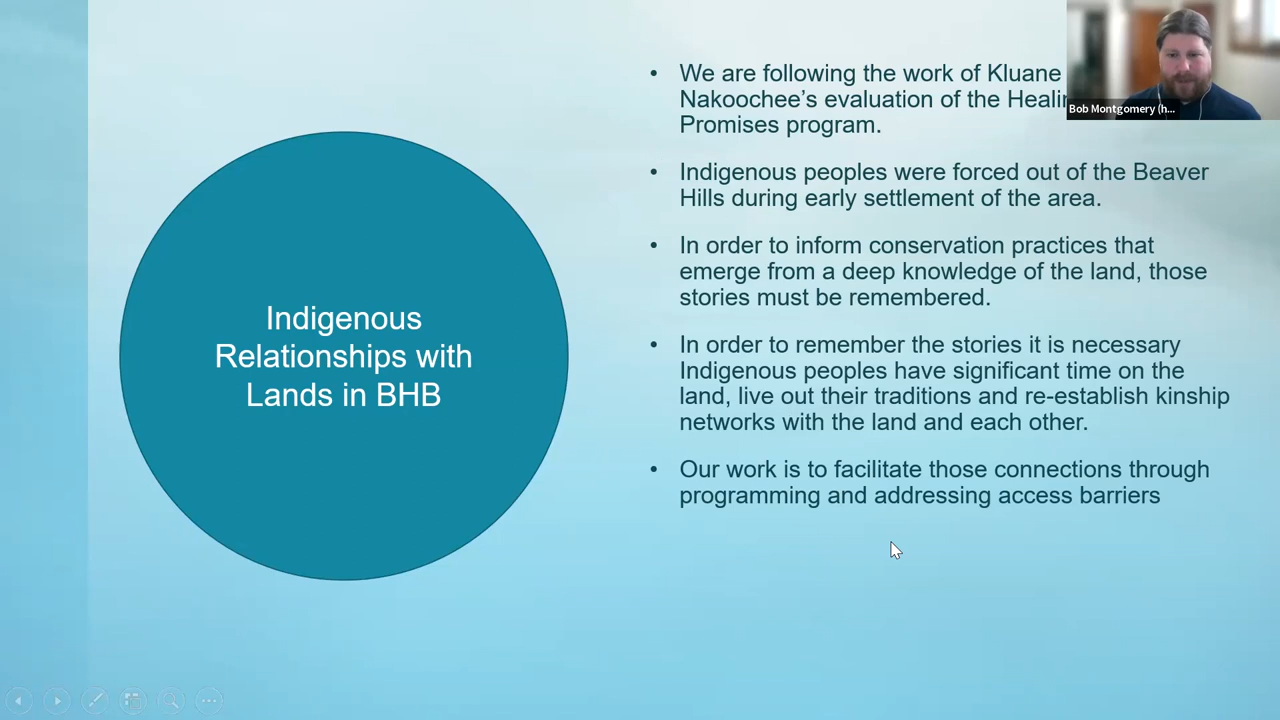 Indigenous
Relationships with
Lands in BHB
• We are following the work of Kluane
Nakoochee’s evaluation of the
Promises program.
• Indigenous peoples were forced out of the Beaver
Hills during early settlement of the area.
• In order to inform conservation practices that
emerge from a deep knowledge of the land, those
stories must be remembered.
• In order to remember the stories it is necessary
Indigenous peoples have significant time on the
land, live out their traditions and re-establish kinship
networks with the land and each other.
• Our work is to facilitate those connections through
programming and addressing access barriers
Bob Montgomery (h...